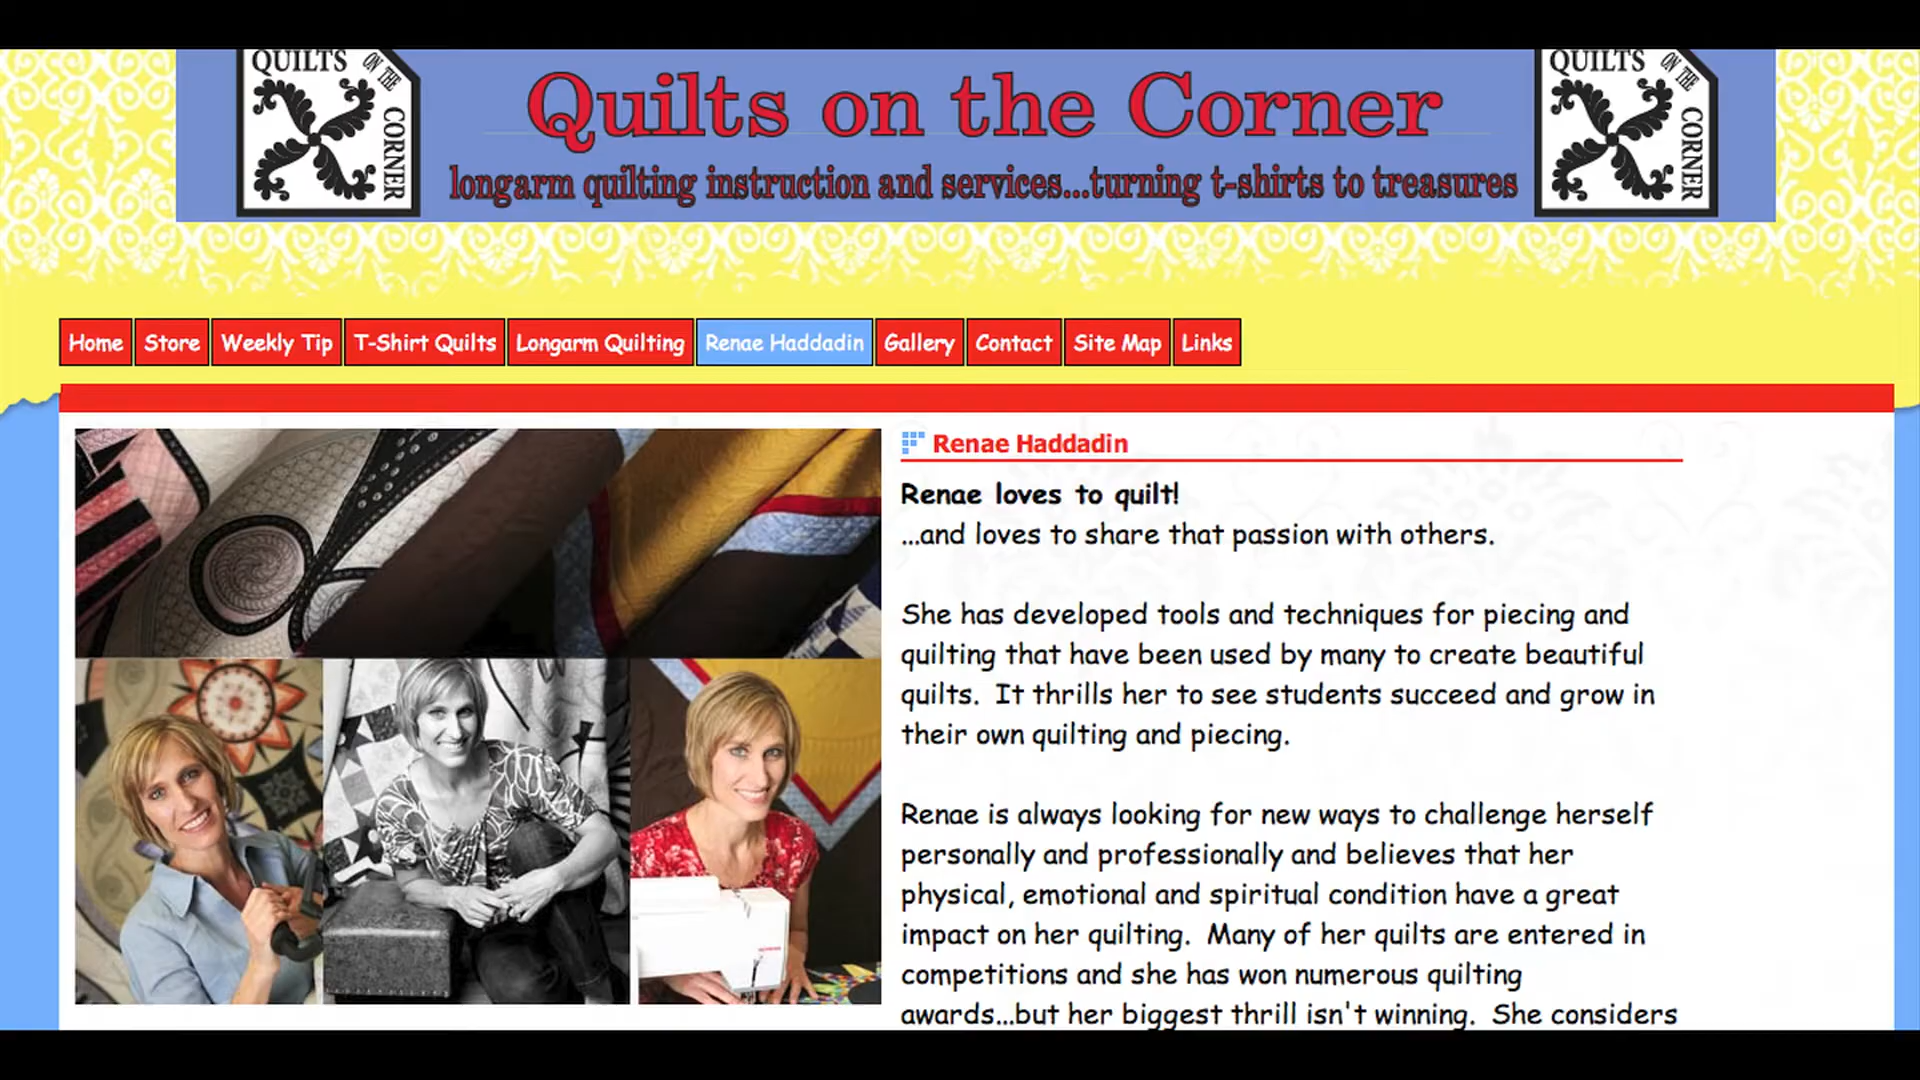 QUILTS ON THE CORNER
Quilts on the Corner
longarm quilting instruction and services...turning t-shirts to treasures
QUILTS ON THE CORNER
Home Store Weekly Tip T-Shirt Quilts Longarm Quilting Renae Haddadin Gallery Contact Site Map Links
Renae Haddadin
Renae loves to quilt!
...and loves to share that passion with others.
She has developed tools and techniques for piecing and
quilting that have been used by many to create beautiful
quilts.  It thrills her to see students succeed and grow in
their own quilting and piecing.
Renae is always looking for new ways to challenge herself
personally and professionally and believes that her
physical, emotional and spiritual condition have a great
impact on her quilting.  Many of her quilts are entered in
competitions and she has won numerous quilting
awards...but her biggest thrill isn't winning.  She considers